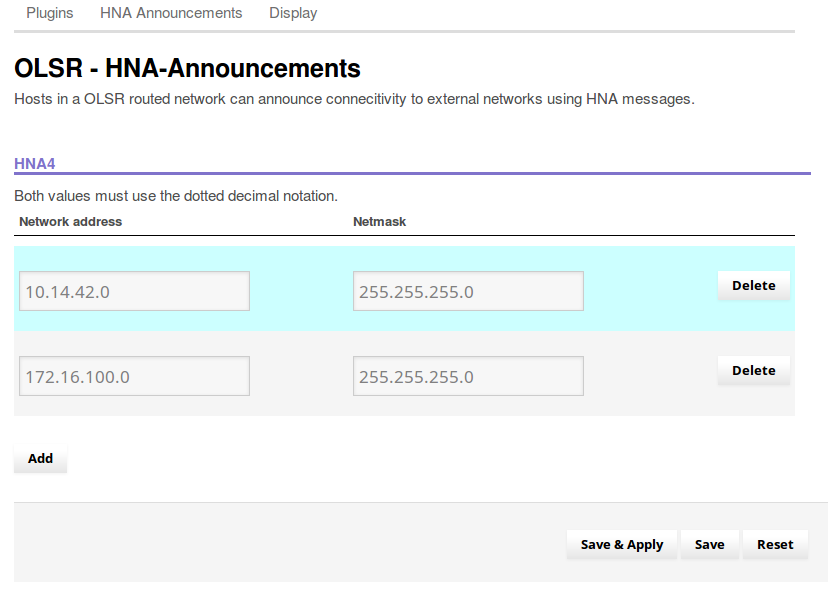 Plugins HNA Announcements Display
OLSR - HNA-Announcements
Hosts in a OLSR routed network can announce connecitivity to external networks using HNA messages.
HNA4
Both values must use the dotted decimal notation.
Network address Netmask
10.14.42.0 255.255.255.0 Delete
172.16.100.0 255.255.255.0 Delete
Add
Save & Apply Save Reset